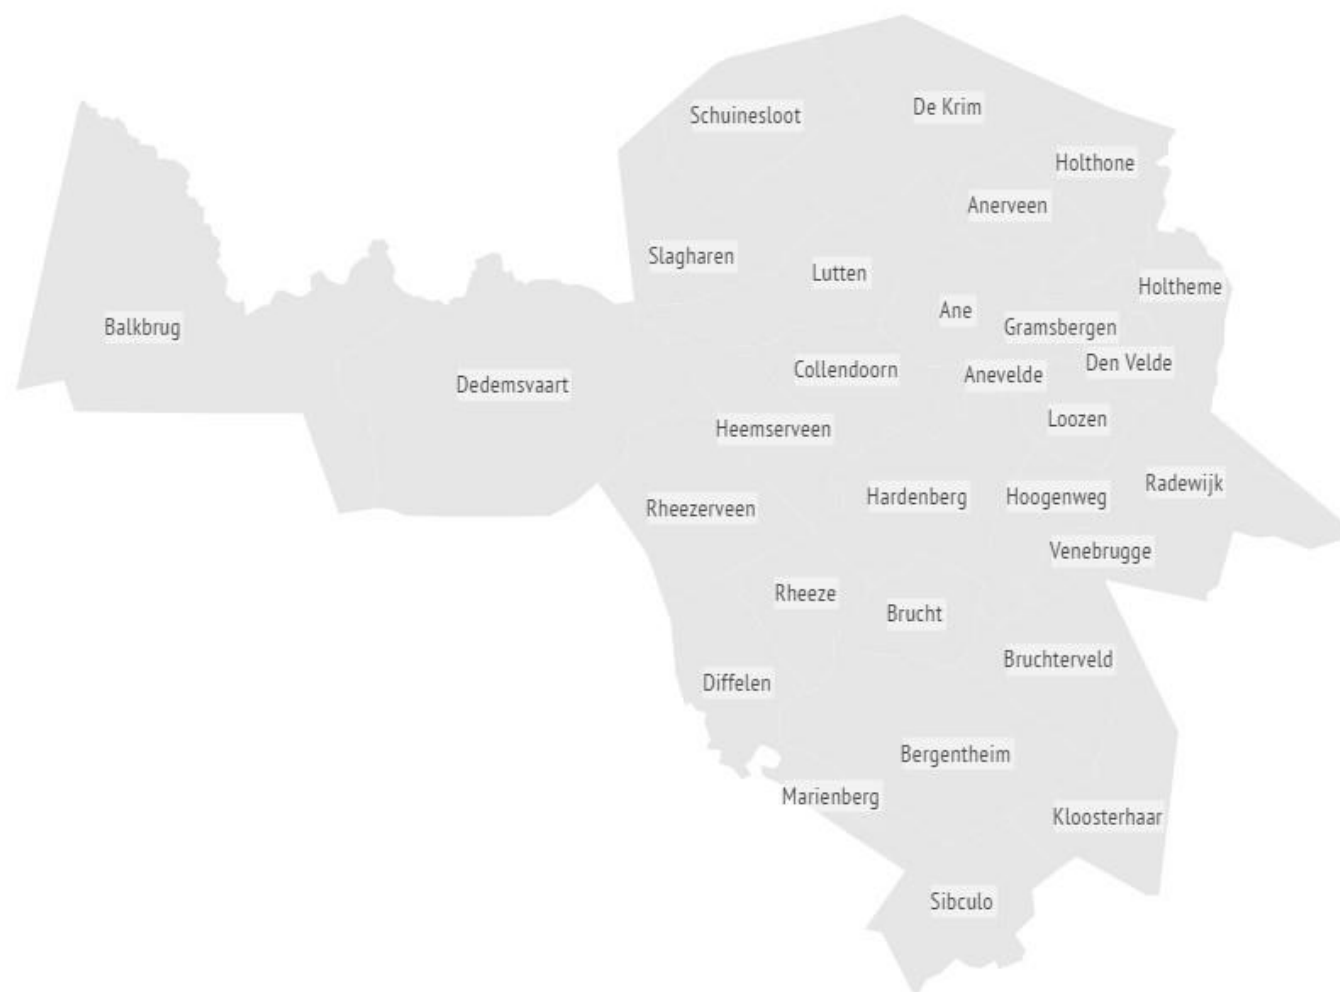 De Krim
Schuinesloot
Holthone
Anerveen
Slagharen
Lutten
Holtheme
Ane
Gramsbergen
Balkbrug
Den Velde
Collendoorn
Anevelde
Dedemsvaart
Loozen
Heemserveen
Radewijk
Hardenberg
Hoogenweg
Rheezerveen
Venebrugge
Rheeze
Brucht
Bruchterveld
Diffelen
Bergentheim
Marienberg
Kloosterhaar
Sibculo